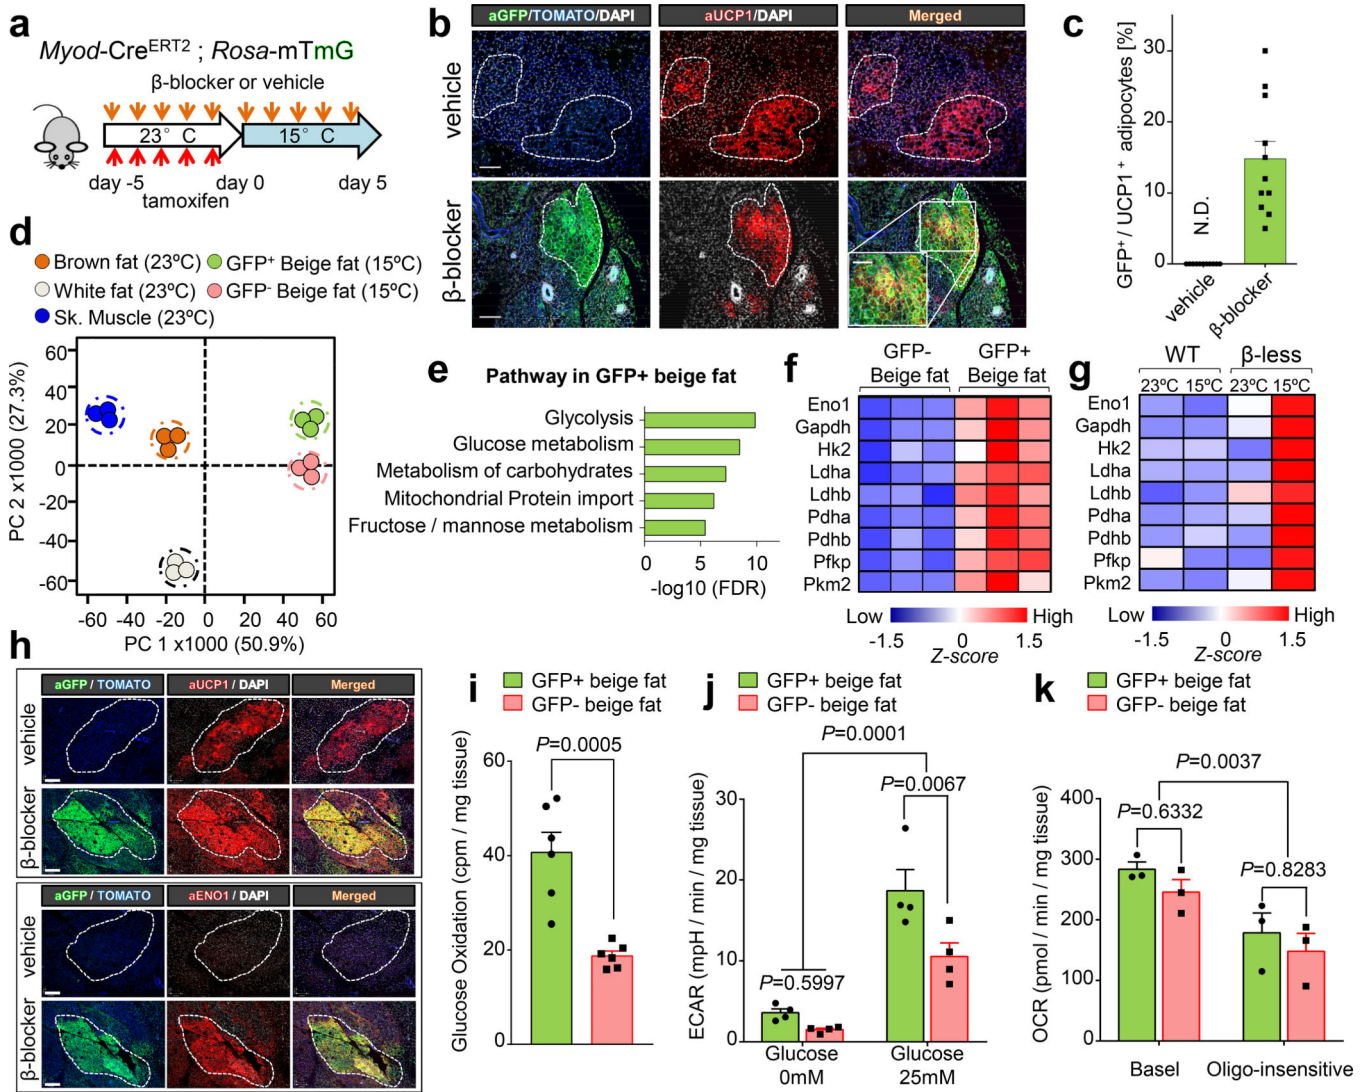 a
Myod-CreERT2 ; Rosa-mTmG
β-blocker or vehicle
23° C
15° C
day -5
day 0
day 5
tamoxifen
b
aGFP/TOMATO/DAPI
aUCP1/DAPI
Merged
vehicle
β-blocker
c
GFP+ / UCP1+ adipocytes [%]
30
20
10
0
N.D.
vehicle
β-blocker
d
Brown fat (23ºC)
GFP+ Beige fat (15ºC)
White fat (23ºC)
GFP- Beige fat (15ºC)
Sk. Muscle (23ºC)
PC 2 x1000 (27.3%)
60
40
20
0
-20
-40
-60
-60
-40
-20
0
20
40
60
PC 1 x1000 (50.9%)
e
Pathway in GFP+ beige fat
Glycolysis
Glucose metabolism
Metabolism of carbohydrates
Mitochondrial Protein import
Fructose / mannose metabolism
0
5
10
-log10 (FDR)
f
GFP-
Beige fat
GFP+
Beige fat
Eno1
Gapdh
Hk2
Ldha
Ldhb
Pdha
Pdhb
Pfkp
Pkm2
Low
High
-1.5
0
1.5
Z-score
g
WT
β-less
23ºC
15ºC
23ºC
15ºC
Eno1
Gapdh
Hk2
Ldha
Ldhb
Pdha
Pdhb
Pfkp
Pkm2
Low
High
-1.5
0
1.5
Z-score
h
aGFP / TOMATO
aUCP1 / DAPI
Merged
vehicle
β-blocker
aGFP / TOMATO
aENO1 / DAPI
Merged
vehicle
β-blocker
i
GFP+ beige fat
GFP- beige fat
P=0.0005
Glucose Oxidation (cpm / mg tissue)
60
40
20
0
j
GFP+ beige fat
GFP- beige fat
P=0.0001
P=0.0067
P=0.5997
ECAR (mpH / min / mg tissue)
30
20
10
0
Glucose
0mM
Glucose
25mM
k
GFP+ beige fat
GFP- beige fat
P=0.0037
P=0.6332
P=0.8283
OCR (pmol / min / mg tissue)
400
300
200
100
0
Basel
Oligo-insensitive